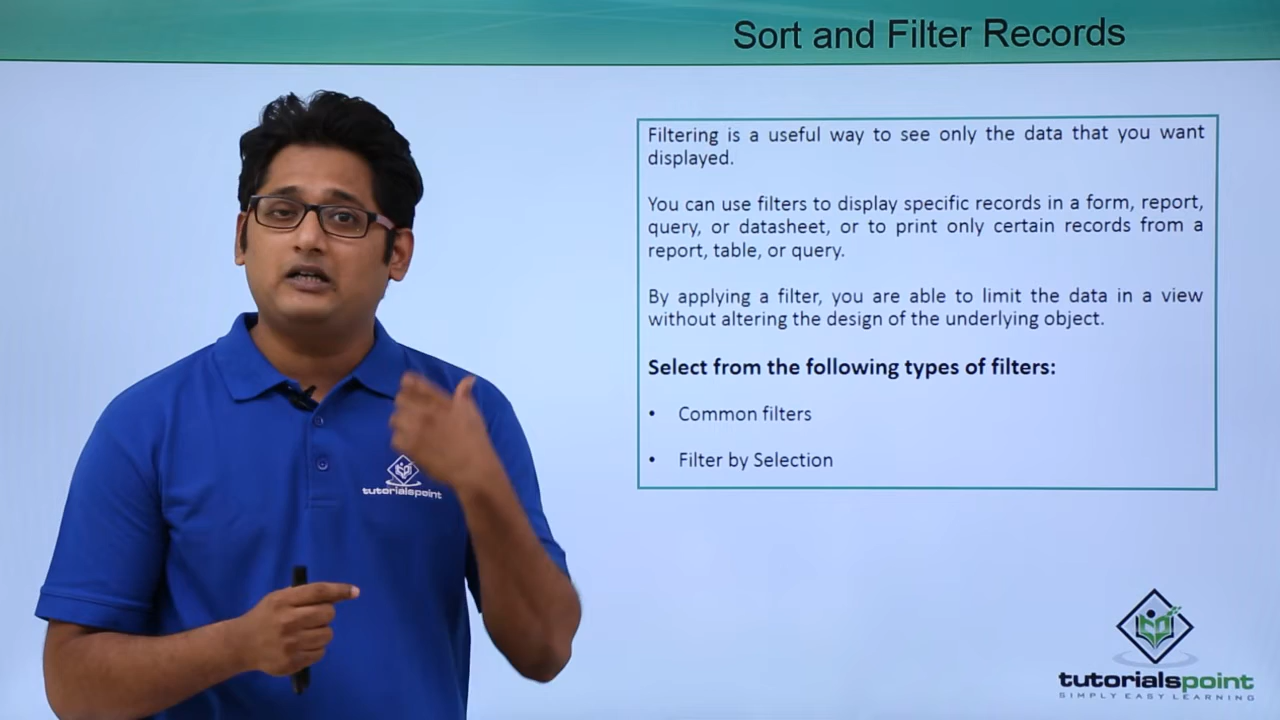 Sort and Filter Records
Filtering is a useful way to see only the data that you want
displayed.
You can use filters to display specific records in a form, report,
query, or datasheet, or to print only certain records from a
report, table, or query.
By applying a filter, you are able to limit the data in a view
without altering the design of the underlying object.
Select from the following types of filters:
• Common filters
• Filter by Selection
tutorialspoint
tutorialspoint
SIMPLY EASY LEARNING